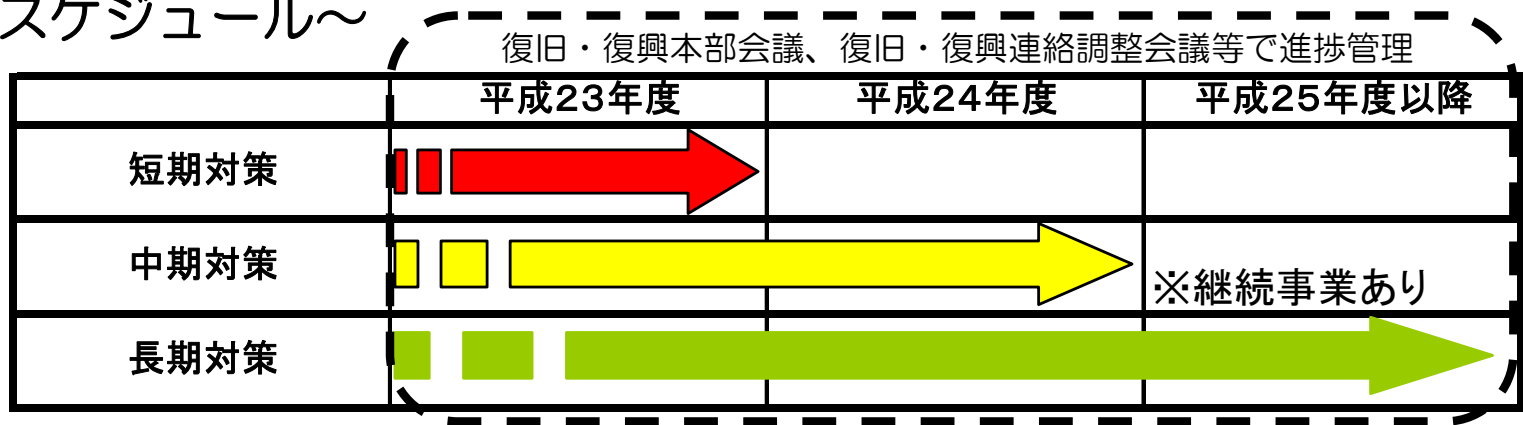 スケジュール～
復旧・復興本部会議、復旧・復興連絡調整会議等で進捗管理
平成23年度 平成24年度 平成25年度以降
短期対策
中期対策
※継続事業あり
長期対策